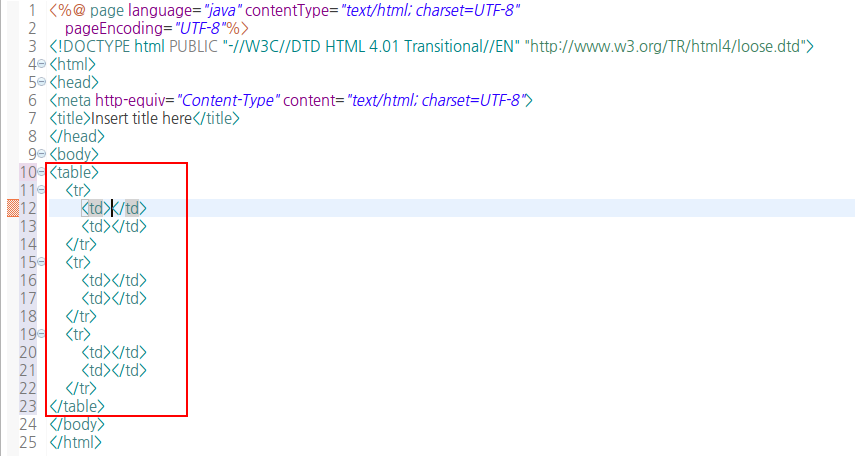 1 <%@ page language="java" contentType="text/html; charset=UTF-8"
2     pageEncoding="UTF-8"%>
3 <!DOCTYPE html PUBLIC "-//W3C//DTD HTML 4.01 Transitional//EN" "http://www.w3.org/TR/html4/loose.dtd">
4 <html>
5 <head>
6 <meta http-equiv="Content-Type" content="text/html; charset=UTF-8">
7 <title>Insert title here</title>
8 </head>
9 <body>
10 <table>
11     <tr>
12         <td></td>
13         <td></td>
14     </tr>
15     <tr>
16         <td></td>
17         <td></td>
18     </tr>
19     <tr>
20         <td></td>
21         <td></td>
22     </tr>
23 </table>
24 </body>
25 </html>